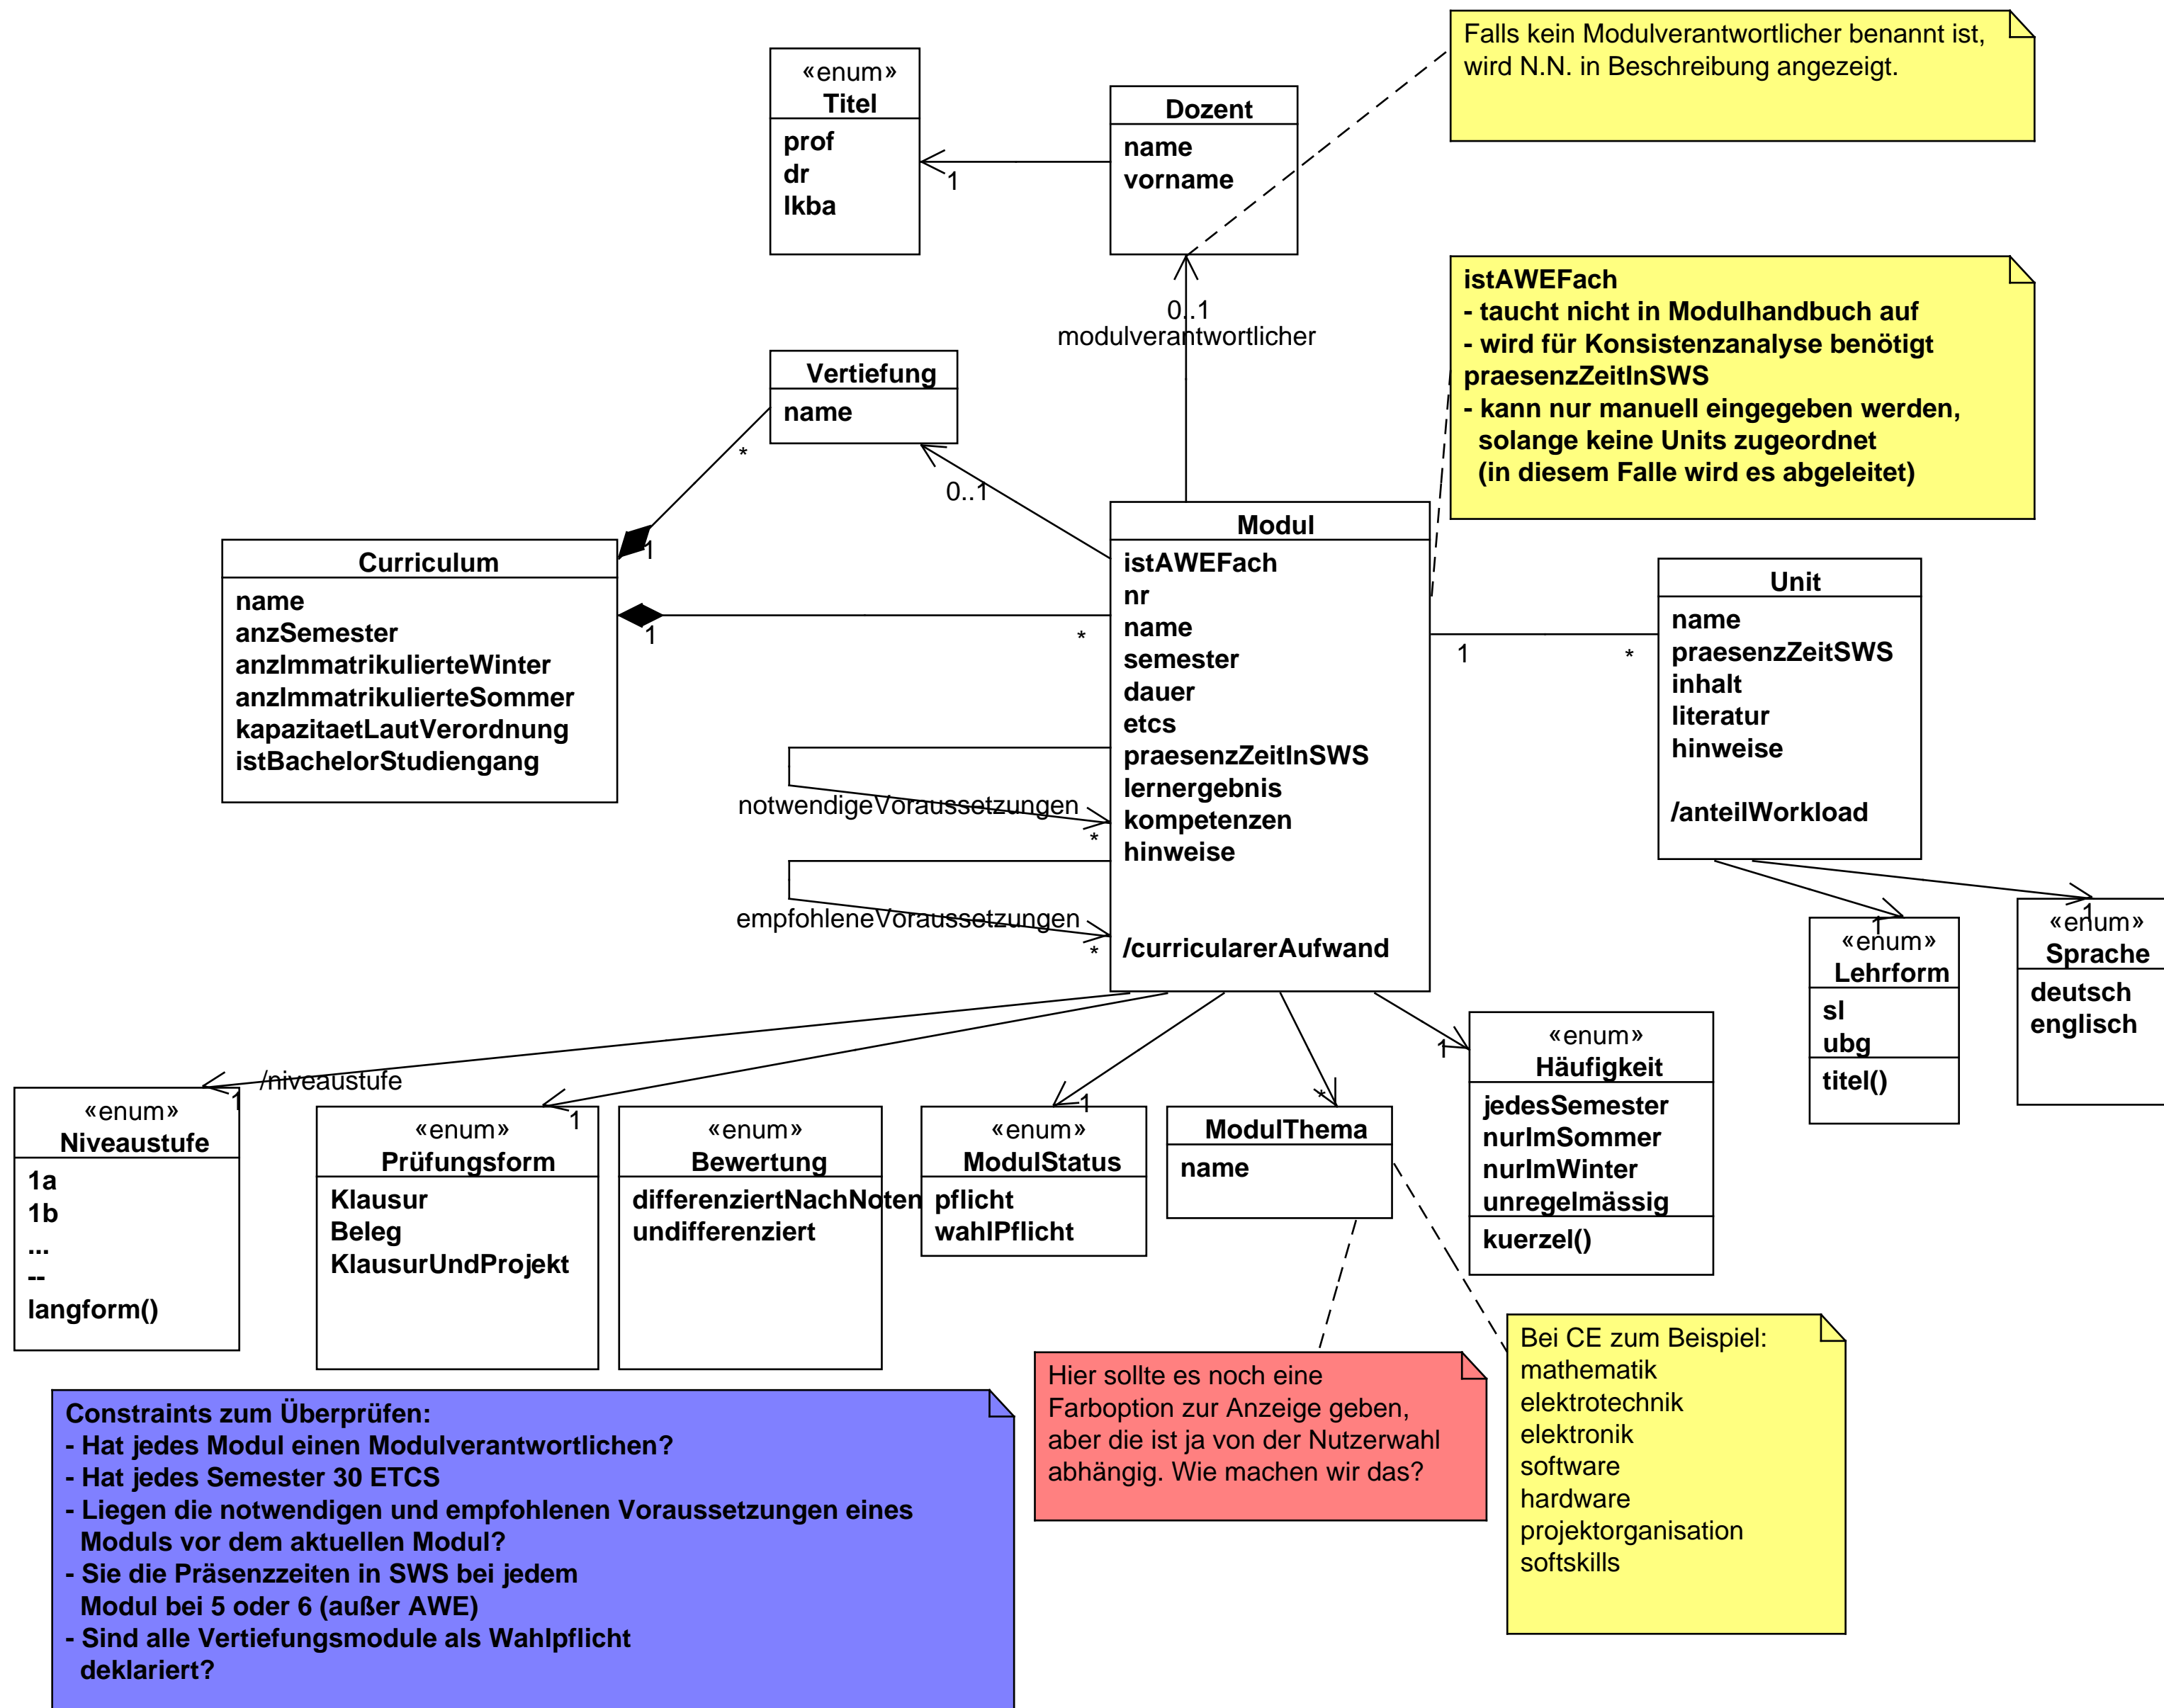 Falls kein Modulverantwortlicher benannt ist,
wird N.N. in Beschreibung angezeigt.
«enum»
Titel
prof
dr
lkba
1
Dozent
name
vorname
0..1
modulverantwortlicher
istAWEFach
- taucht nicht in Modulhandbuch auf
- wird für Konsistenzanalyse benötigt
praesenzZeitInSWS
- kann nur manuell eingegeben werden,
solange keine Units zugeordnet
(in diesem Falle wird es abgeleitet)
Vertiefung
name
*
0..1
1
Curriculum
name
anzSemester
anzImmatrikulierteWinter
anzImmatrikulierteSommer
kapazitaetLautVerordnung
istBachelorStudiengang
1
*
Modul
istAWEFach
nr
name
semester
dauer
etcs
praesenzZeitInSWS
lernergebnis
kompetenzen
hinweise
/curricularerAufwand
notwendigeVoraussetzungen
*
empfohleneVoraussetzungen
*
1
*
Unit
name
praesenzZeitSWS
inhalt
literatur
hinweise
/anteilWorkload
1
«enum»
Lehrform
sl
ubg
titel()
1
«enum»
Sprache
deutsch
englisch
/niveaustufe
1
«enum»
Niveaustufe
1a
1b
...
--
langform()
1
«enum»
Prüfungsform
Klausur
Beleg
KlausurUndProjekt
«enum»
Bewertung
differenziertNachNoten
undifferenziert
1
«enum»
ModulStatus
pflicht
wahlPflicht
*
ModulThema
name
1
«enum»
Häufigkeit
jedesSemester
nurImSommer
nurImWinter
unregelmässig
kuerzel()
Hier sollte es noch eine
Farboption zur Anzeige geben,
aber die ist ja von der Nutzerwahl
abhängig. Wie machen wir das?
Bei CE zum Beispiel:
mathematik
elektrotechnik
elektronik
software
hardware
projektorganisation
softskills
Constraints zum Überprüfen:
- Hat jedes Modul einen Modulverantwortlichen?
- Hat jedes Semester 30 ETCS
- Liegen die notwendigen und empfohlenen Voraussetzungen eines
Moduls vor dem aktuellen Modul?
- Sie die Präsenzzeiten in SWS bei jedem
Modul bei 5 oder 6 (außer AWE)
- Sind alle Vertiefungsmodule als Wahlpflicht
deklariert?